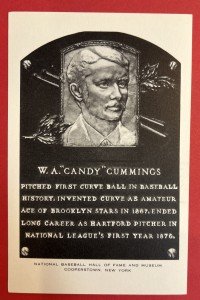 W. A. "CANDY" CUMMINGS
PITCHED FIRST CURVE BALL IN BASEBALL
HISTORY. INVENTED CURVE AS AMATEUR
ACE OF BROOKLYN STARS IN 1867. ENDED
LONG CAREER AS HARTFORD PITCHER IN
NATIONAL LEAGUE'S FIRST YEAR 1876.
NATIONAL BASEBALL HALL OF FAME AND MUSEUM
COOPERSTOWN, NEW YORK